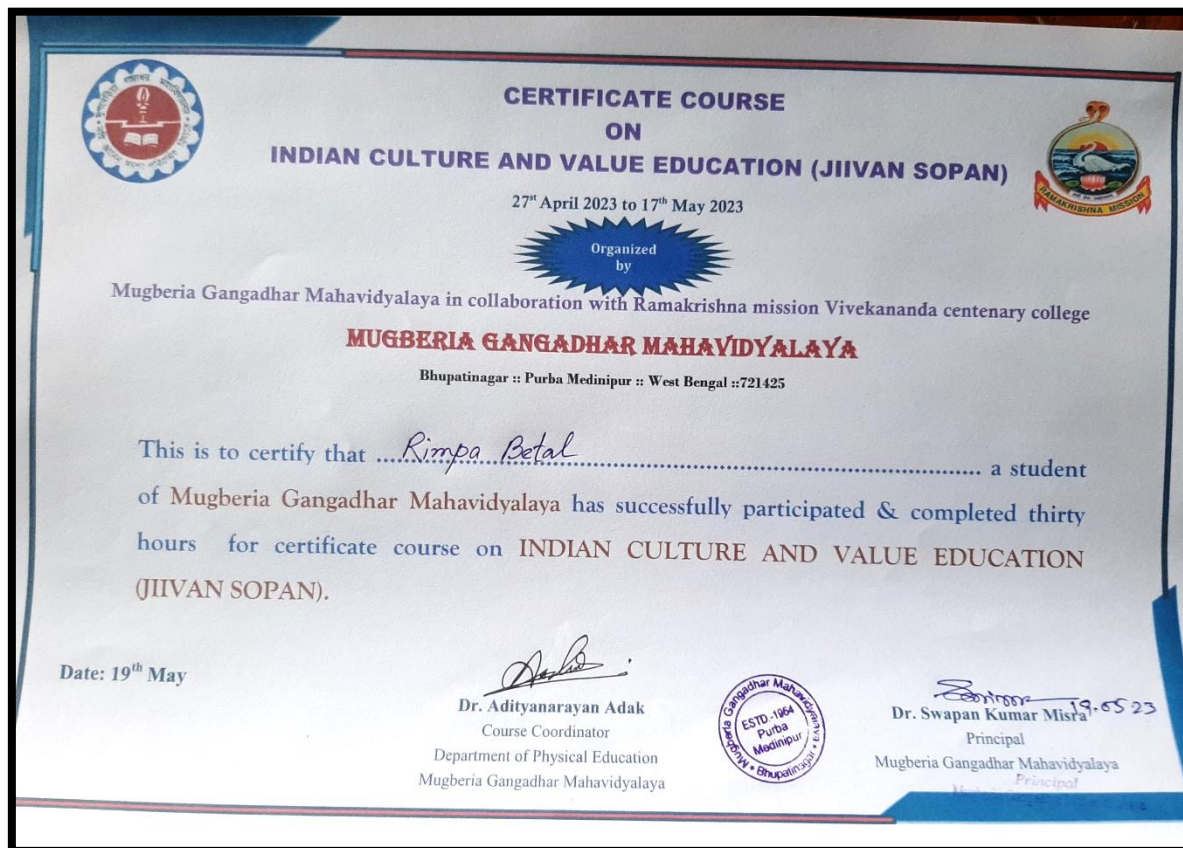 CERTIFICATE COURSE
ON
INDIAN CULTURE AND VALUE EDUCATION (JIIVAN SOPAN)
27st April 2023 to 17th May 2023
RAMAKRISHNA MISSION
Organized
by
Mugberia Gangadhar Mahavidyalaya in collaboration with Ramakrishna mission Vivekananda centenary college
MUGBERIA GANGADHAR MAHAVIDYALAYA
Bhupatinagar :: Purba Medinipur :: West Bengal ::721425
This is to certify that ....Rimpa Betal.... a student
of Mugberia Gangadhar Mahavidyalaya has successfully participated & completed thirty
hours for certificate course on INDIAN CULTURE AND VALUE EDUCATION
(JIIVAN SOPAN).
Date: 19th May
Dr. Adityanarayan Adak
Course Coordinator
Department of Physical Education
Mugberia Gangadhar Mahavidyalaya
Mugberia Gangadhar Mahavidyalaya • Bhupatinagar •
ESTD.-1964
Purba
Medinipur
19.05.23
Dr. Swapan Kumar Misra
Principal
Mugberia Gangadhar Mahavidyalaya
Principal